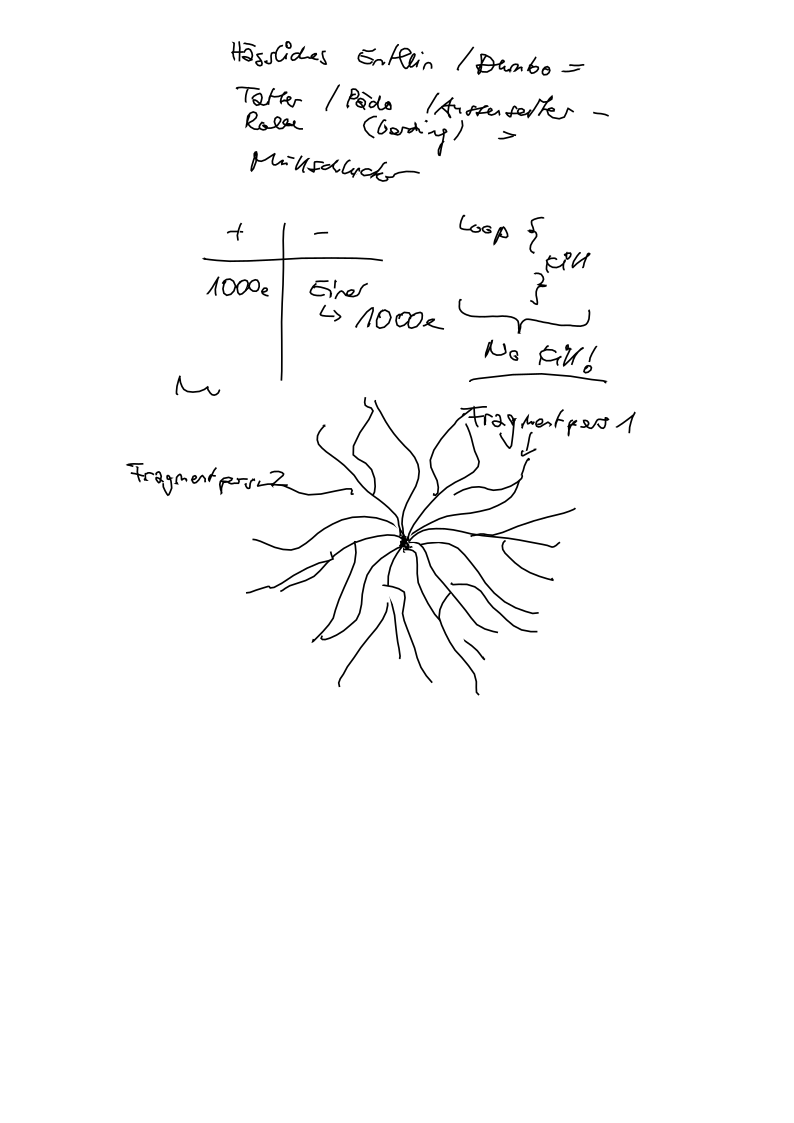 Hässliches Entlein / Dumbo =
Täter / Pädo / Aussenseiter -
Rolle ( ) >
Müllschlucker
+ -
1000e Einer
↳ 1000e
Loop {
kill
}
No kill!
Fragmentpers 1
Fragmentpers 2